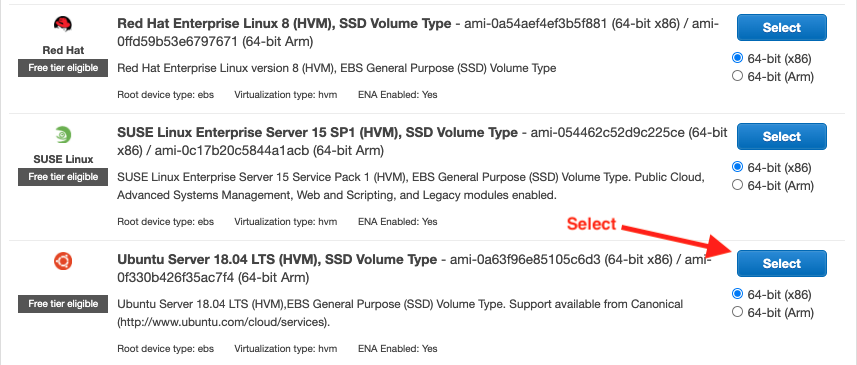 Red Hat Enterprise Linux 8 (HVM), SSD Volume Type - ami-0a54aef4ef3b5f881 (64-bit x86) / ami-
0ffd59b53e6797671 (64-bit Arm)
Select
Red Hat
Free tier eligible
Red Hat Enterprise Linux version 8 (HVM), EBS General Purpose (SSD) Volume Type
64-bit (x86)
64-bit (Arm)
Root device type: ebs Virtualization type: hvm ENA Enabled: Yes
SUSE Linux Enterprise Server 15 SP1 (HVM), SSD Volume Type - ami-054462c52d9c225ce (64-bit
x86) / ami-0c17b20c5844a1acb (64-bit Arm)
Select
SUSE Linux
Free tier eligible
SUSE Linux Enterprise Server 15 Service Pack 1 (HVM), EBS General Purpose (SSD) Volume Type. Public Cloud,
Advanced Systems Management, Web and Scripting, and Legacy modules enabled.
64-bit (x86)
64-bit (Arm)
Root device type: ebs Virtualization type: hvm ENA Enabled: Yes
Select
Ubuntu Server 18.04 LTS (HVM), SSD Volume Type - ami-0a63f96e85105c6d3 (64-bit x86) / ami-
0f330b426f35ac7f4 (64-bit Arm)
Select
Free tier eligible
Ubuntu Server 18.04 LTS (HVM),EBS General Purpose (SSD) Volume Type. Support available from Canonical
(http://www.ubuntu.com/cloud/services).
64-bit (x86)
64-bit (Arm)
Root device type: ebs Virtualization type: hvm ENA Enabled: Yes